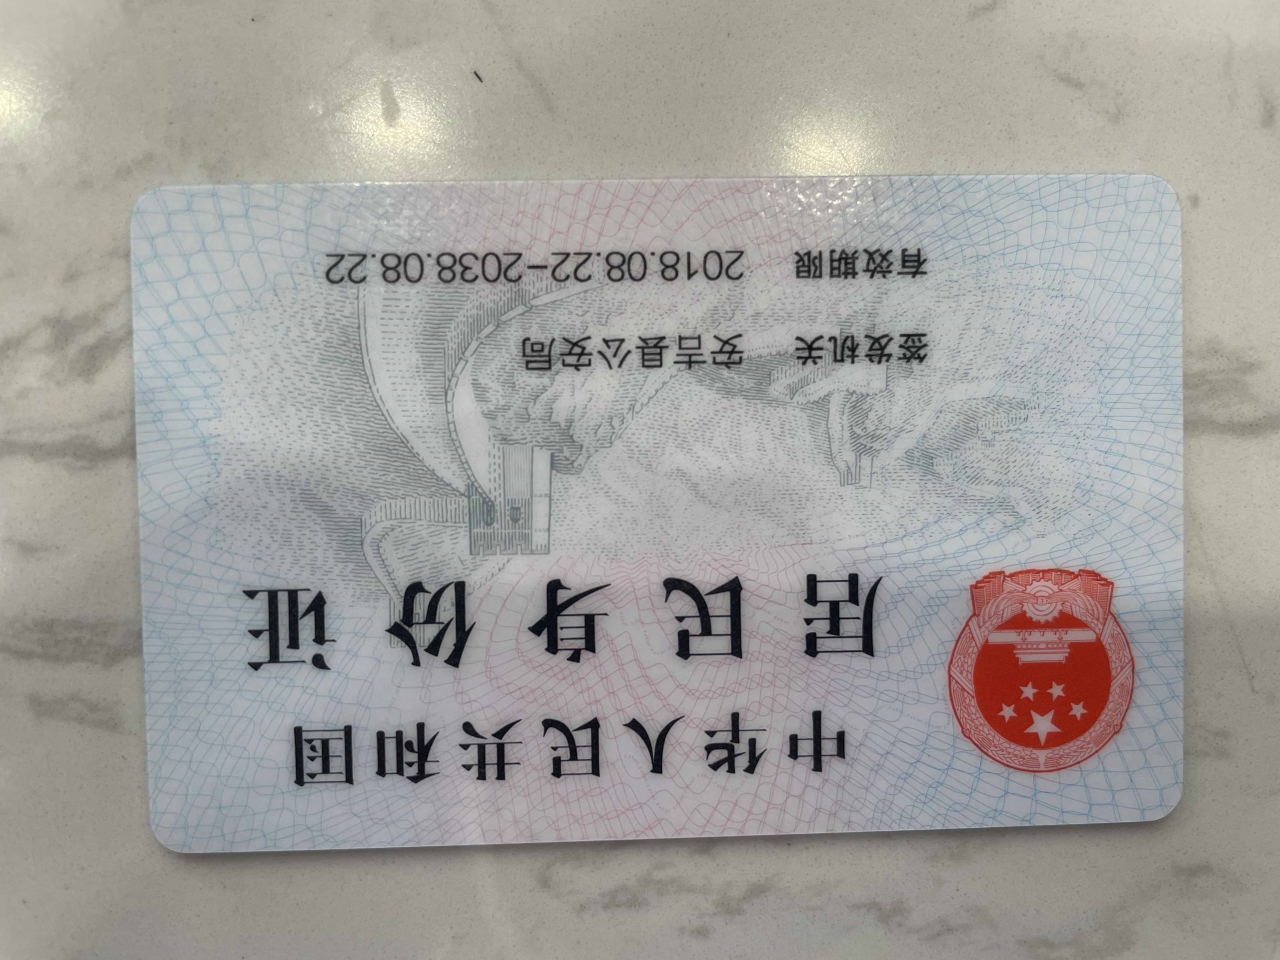 中华人民共和国
居民身份证
签发机关 安吉县公安局
有效期限 2018.08.22-2038.08.22